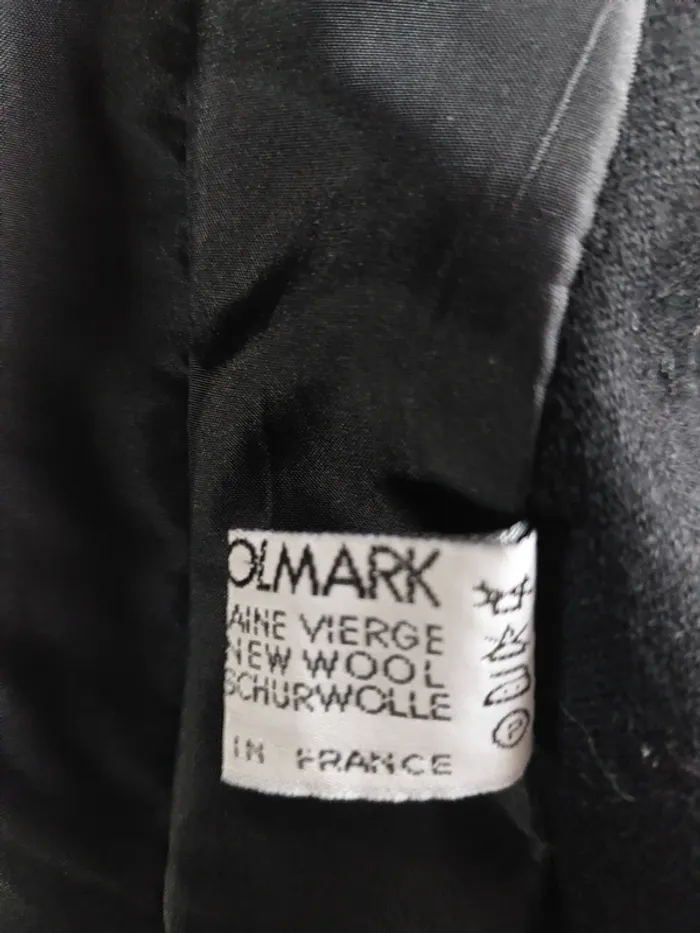 OLMARK
AINE VIERGE
NEW WOOL
SCHURWOLLE
IN FRANCE
P